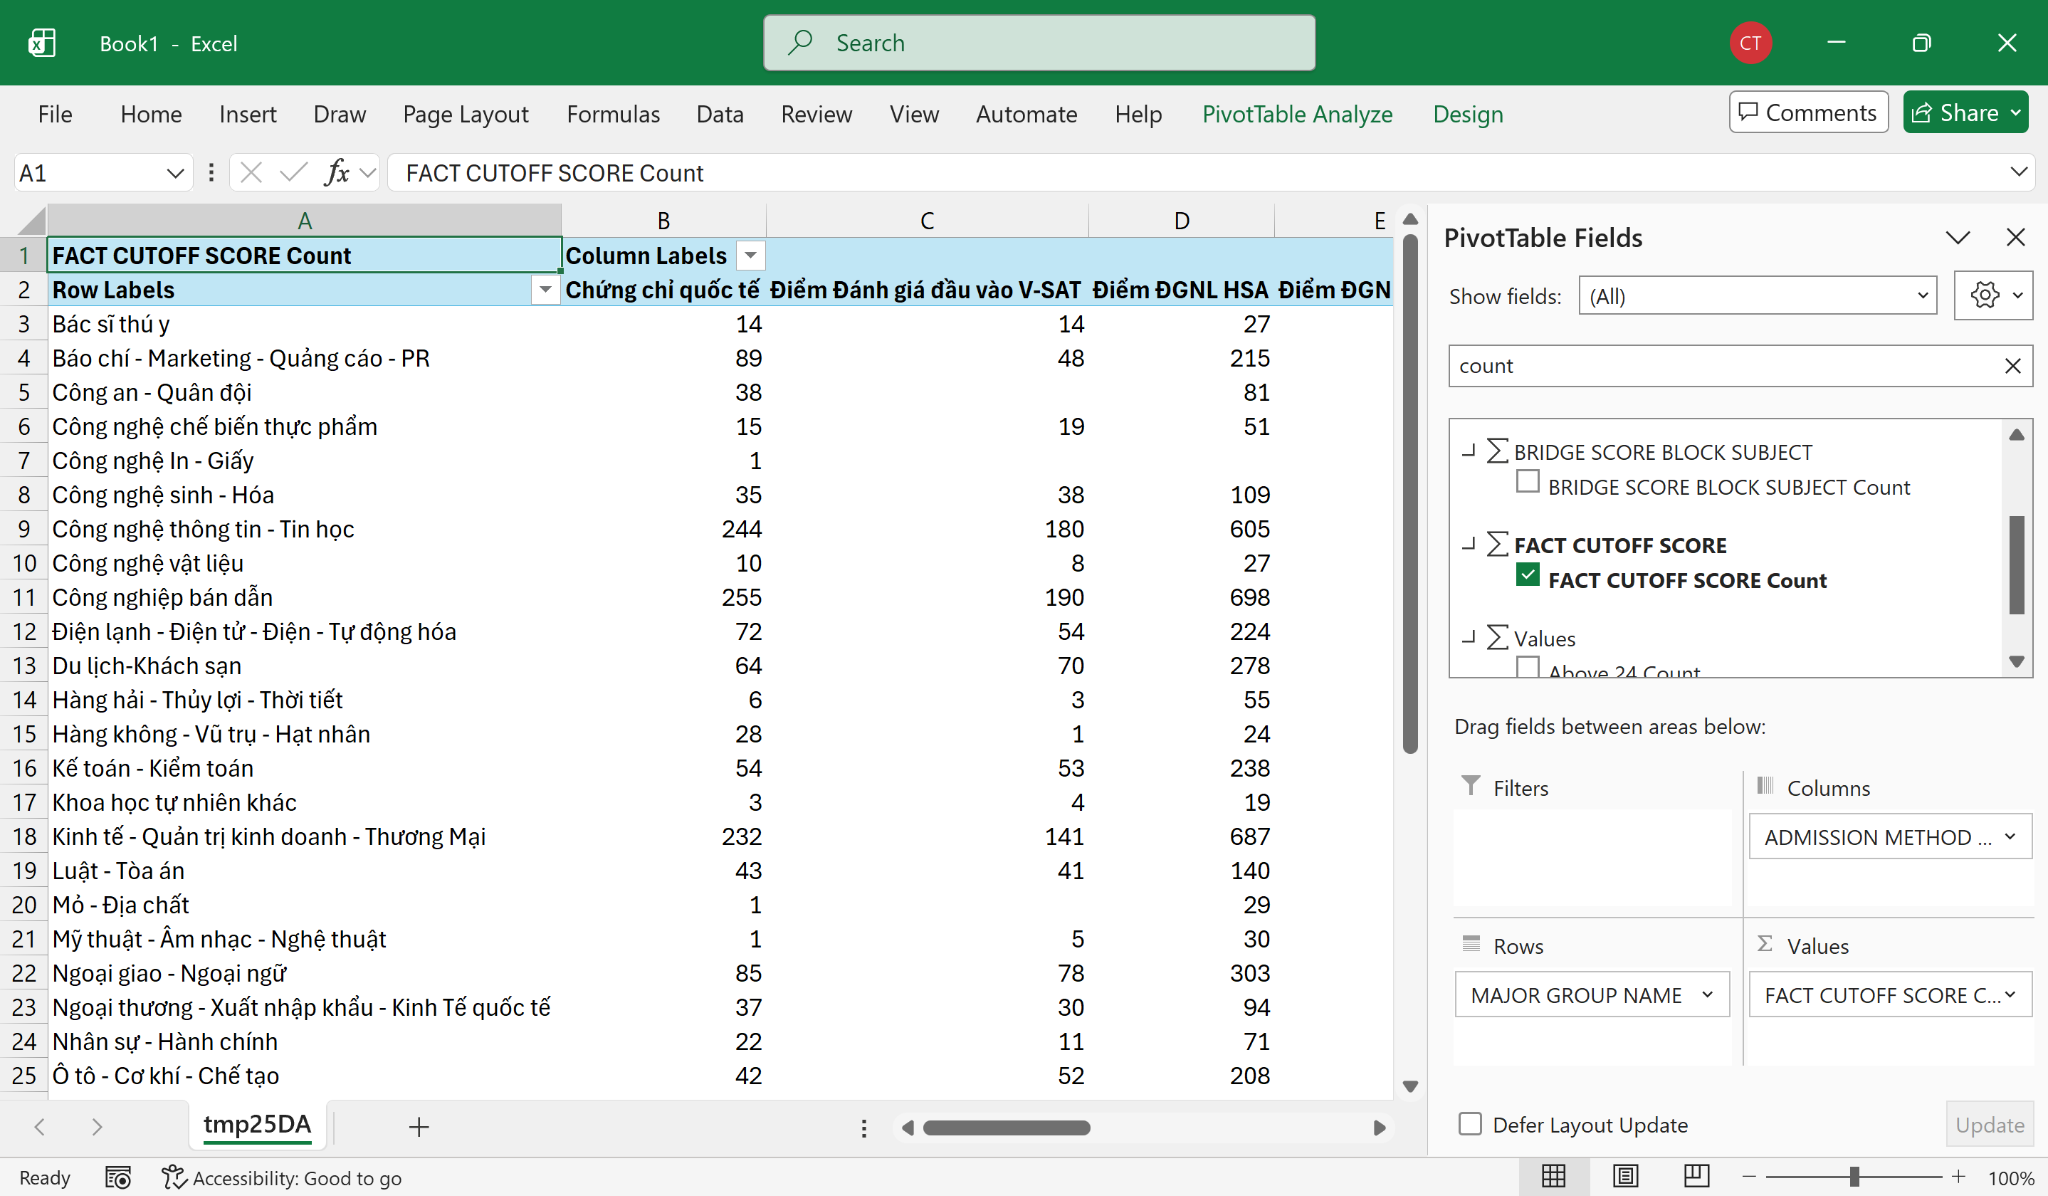 Book1 - Excel
Search
CT
File Home Insert Draw Page Layout Formulas Data Review View Automate Help PivotTable Analyze Design
Comments Share
A1
fx
FACT CUTOFF SCORE Count
A B C D E
1 FACT CUTOFF SCORE Count Column Labels
2 Row Labels Chứng chỉ quốc tế Điểm Đánh giá đầu vào V-SAT Điểm ĐGNL HSA Điểm ĐGN
3 Bác sĩ thú y 14 14 27
4 Báo chí - Marketing - Quảng cáo - PR 89 48 215
5 Công an - Quân đội 38 81
6 Công nghệ chế biến thực phẩm 15 19 51
7 Công nghệ In - Giấy 1
8 Công nghệ sinh - Hóa 35 38 109
9 Công nghệ thông tin - Tin học 244 180 605
10 Công nghệ vật liệu 10 8 27
11 Công nghiệp bán dẫn 255 190 698
12 Điện lạnh - Điện tử - Điện - Tự động hóa 72 54 224
13 Du lịch-Khách sạn 64 70 278
14 Hàng hải - Thủy lợi - Thời tiết 6 3 55
15 Hàng không - Vũ trụ - Hạt nhân 28 1 24
16 Kế toán - Kiểm toán 54 53 238
17 Khoa học tự nhiên khác 3 4 19
18 Kinh tế - Quản trị kinh doanh - Thương Mại 232 141 687
19 Luật - Tòa án 43 41 140
20 Mỏ - Địa chất 1 29
21 Mỹ thuật - Âm nhạc - Nghệ thuật 1 5 30
22 Ngoại giao - Ngoại ngữ 85 78 303
23 Ngoại thương - Xuất nhập khẩu - Kinh Tế quốc tế 37 30 94
24 Nhân sự - Hành chính 22 11 71
25 Ô tô - Cơ khí - Chế tạo 42 52 208
PivotTable Fields
Show fields: (All)
count
Σ BRIDGE SCORE BLOCK SUBJECT
BRIDGE SCORE BLOCK SUBJECT Count
Σ FACT CUTOFF SCORE
FACT CUTOFF SCORE Count
Σ Values
Above 24 Count
Drag fields between areas below:
Filters
Columns
ADMISSION METHOD ...
Rows
MAJOR GROUP NAME
Σ Values
FACT CUTOFF SCORE C...
Defer Layout Update
Update
tmp25DA
Ready
Accessibility: Good to go
100%